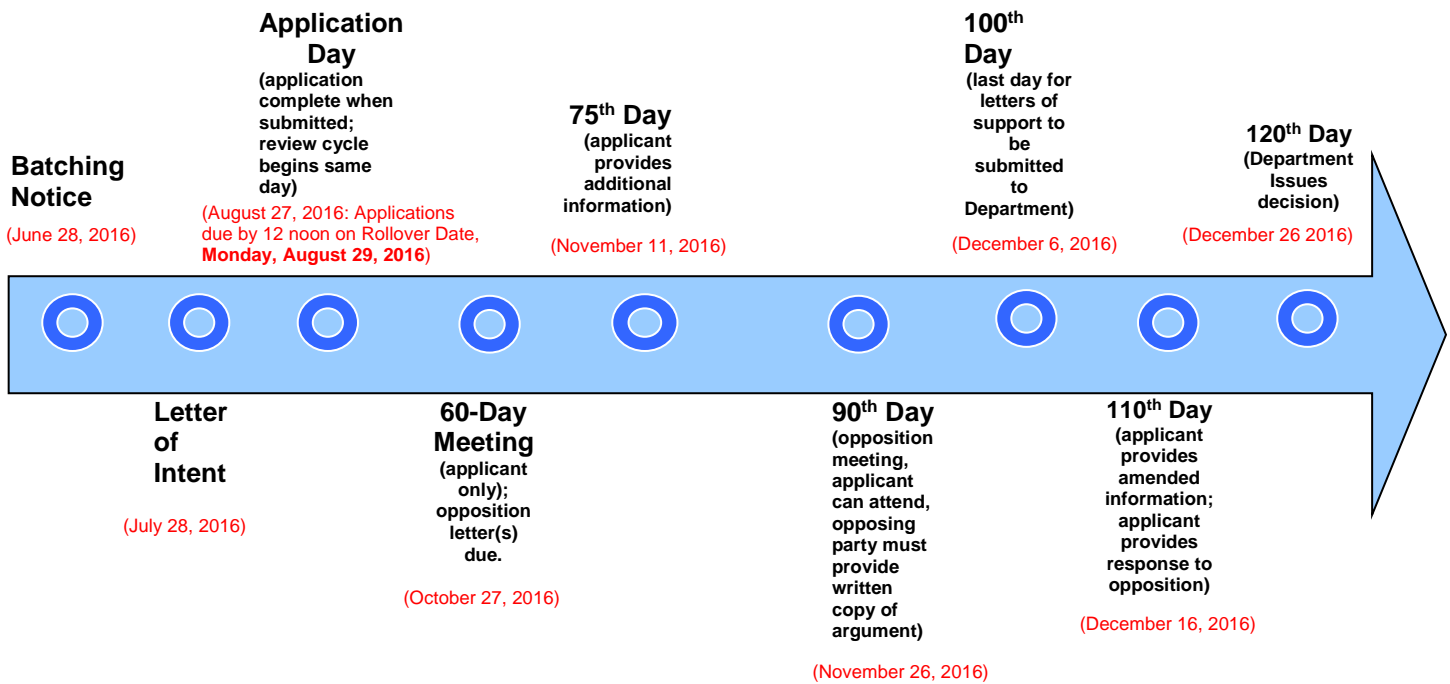 Batching
Notice
(June 28, 2016)
Letter
of
Intent
(July 28, 2016)
Application
Day
(application
complete when
submitted;
review cycle
begins same
day)
(August 27, 2016: Applications
due by 12 noon on Rollover Date,
Monday, August 29, 2016)
60-Day
Meeting
(applicant
only);
opposition
letter(s)
due.
(October 27, 2016)
75th Day
(applicant
provides
additional
information)
(November 11, 2016)
90th Day
(opposition
meeting,
applicant
can attend,
opposing
party must
provide
written
copy of
argument)
(November 26, 2016)
100th
Day
(last day for
letters of
support to
be
submitted
to
Department)
(December 6, 2016)
110th Day
(applicant
provides
amended
information;
applicant
provides
response to
opposition)
(December 16, 2016)
120th Day
(Department
Issues
decision)
(December 26 2016)